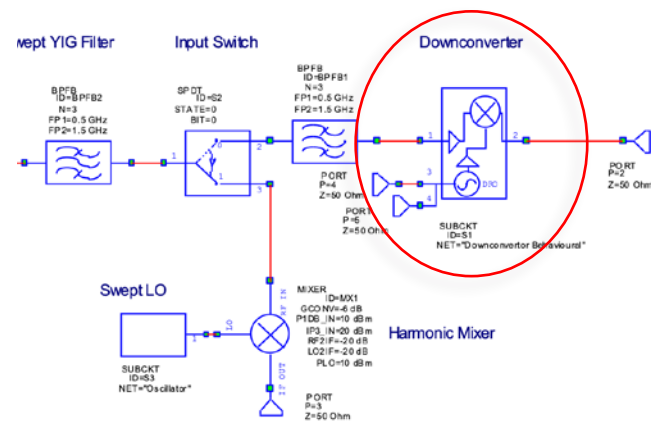 wept YIG Filter
Input Switch
Downconverter
BPFB
ID=BPFB2
N=3
FP1=0.5 GHz
FP2=1.5 GHz
SPDT
ID=S2
STATE=0
BIT=0
BPFB
ID=BPFB1
N=3
FP1=0.5 GHz
FP2=1.5 GHz
1
0
1
2
3
1
2
3
4
DRO
PORT
P=4
Z=50 Ohm
PORT
P=5
Z=50 Ohm
PORT
P=2
Z=50 Ohm
SUBCKT
ID=S1
NET="Downconvertor Behavioural"
Swept LO
1
LO
RF IN
IF OUT
MIXER
ID=MX1
GCONV=-6 dB
P1DB_IN=10 dBm
IP3_IN=20 dBm
RF2IF=-20 dB
LO2IF=-20 dB
PLO=10 dBm
Harmonic Mixer
SUBCKT
ID=S3
NET="Oscillator"
PORT
P=3
Z=50 Ohm